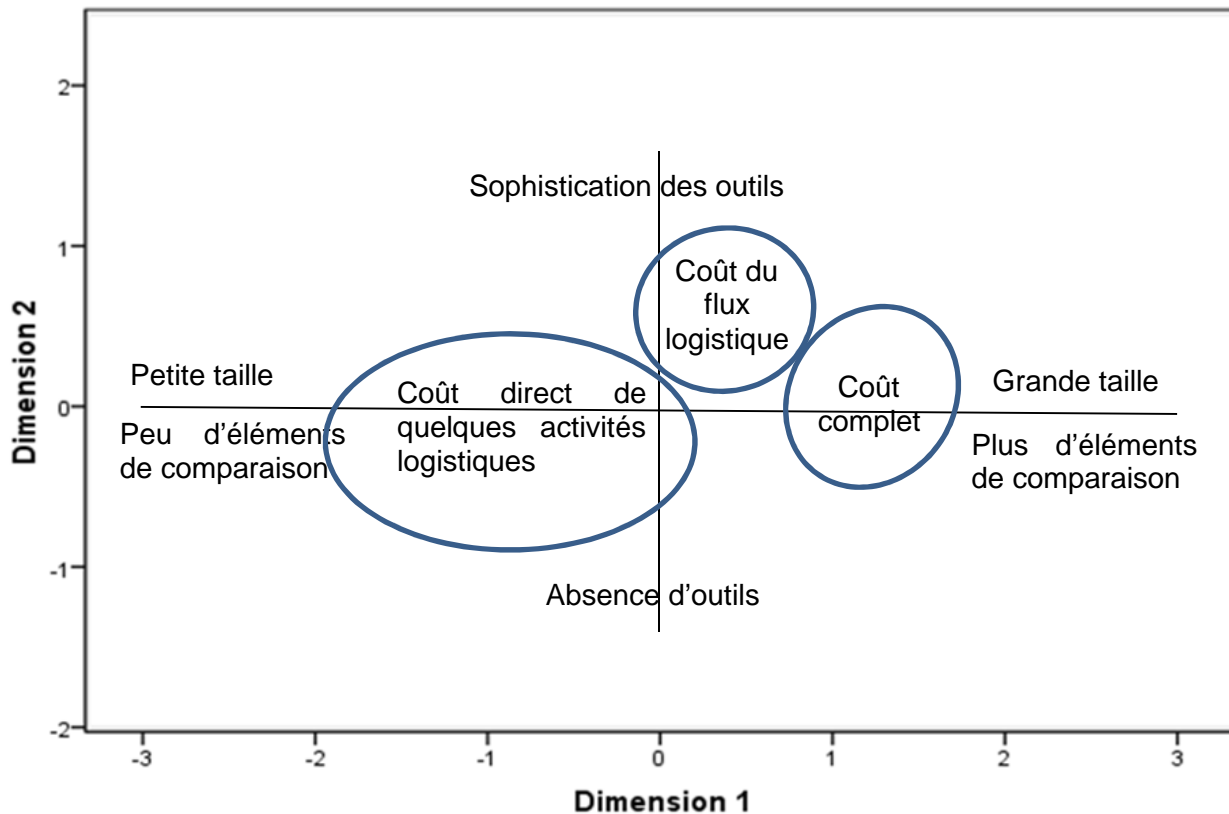 2
Sophistication des outils
1
Coût du
flux
logistique
Dimension 2
Petite taille
Coût direct de
quelques activités
logistiques
Coût
complet
Grande taille
0
Peu d’éléments
de comparaison
Plus d’éléments
de comparaison
-1
Absence d’outils
-2
-3 -2 -1 0 1 2 3
Dimension 1